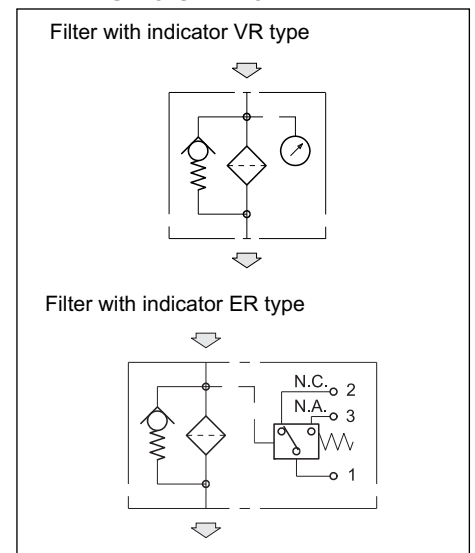 Filter with indicator VR type
Filter with indicator ER type
N.C. 2
N.A. 3
1